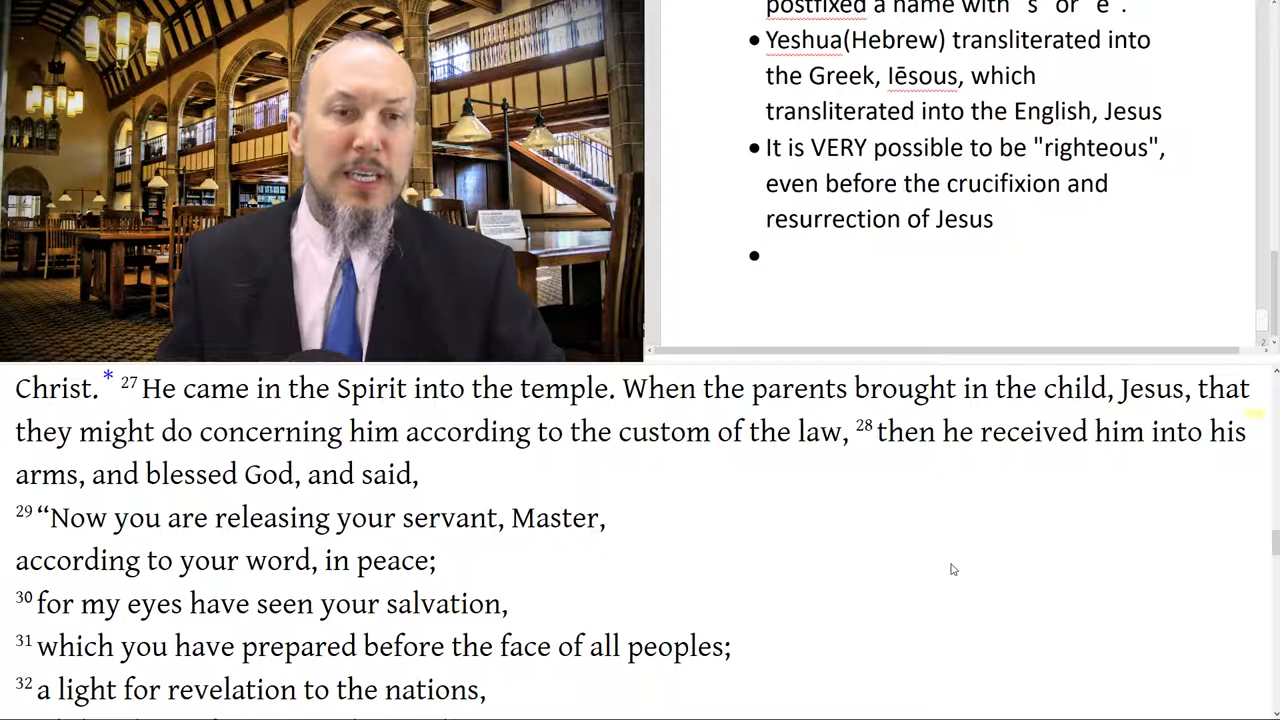 postfixed a name with "s" or "e".
• Yeshua(Hebrew) transliterated into
the Greek, Iēsous, which
transliterated into the English, Jesus
• It is VERY possible to be "righteous",
even before the crucifixion and
resurrection of Jesus
•
Christ.* 27 He came in the Spirit into the temple. When the parents brought in the child, Jesus, that
they might do concerning him according to the custom of the law, 28 then he received him into his
arms, and blessed God, and said,
29 “Now you are releasing your servant, Master,
according to your word, in peace;
30 for my eyes have seen your salvation,
31 which you have prepared before the face of all peoples;
32 a light for revelation to the nations,